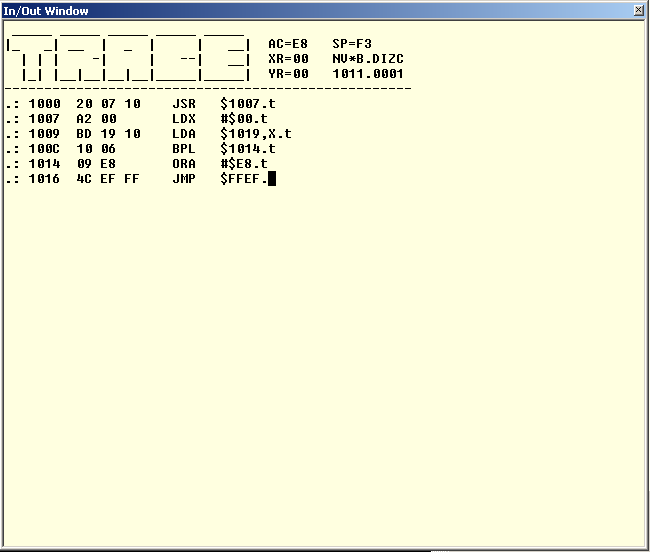 In/Out Window
TRACE
AC=E8 SP=F3
XR=00 NV*B.DIZC
YR=00 1011.0001
.: 1000 20 07 10 JSR $1007.t
.: 1007 A2 00 LDX #$00.t
.: 1009 BD 19 10 LDA $1019,X.t
.: 100C 10 06 BPL $1014.t
.: 1014 09 E8 ORA #$E8.t
.: 1016 4C EF FF JMP $FFEF.